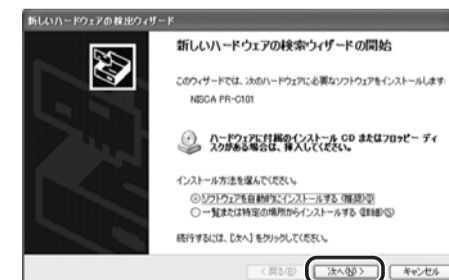 新しいハードウェアの検出ウィザード
新しいハードウェアの検索ウィザードの開始
このウィザードでは、次のハードウェアに必要なソフトウェアをインストールします:
NISCA PR-C101
ハードウェアに付属のインストール CD またはフロッピー ディ
スクがある場合は、挿入してください。
インストール方法を選んでください。
ソフトウェアを自動的にインストールする (推奨)(I)
一覧または特定の場所からインストールする (詳細)(S)
続行するには、[次へ] をクリックしてください。
< 戻る(B) 次へ(N) > キャンセル